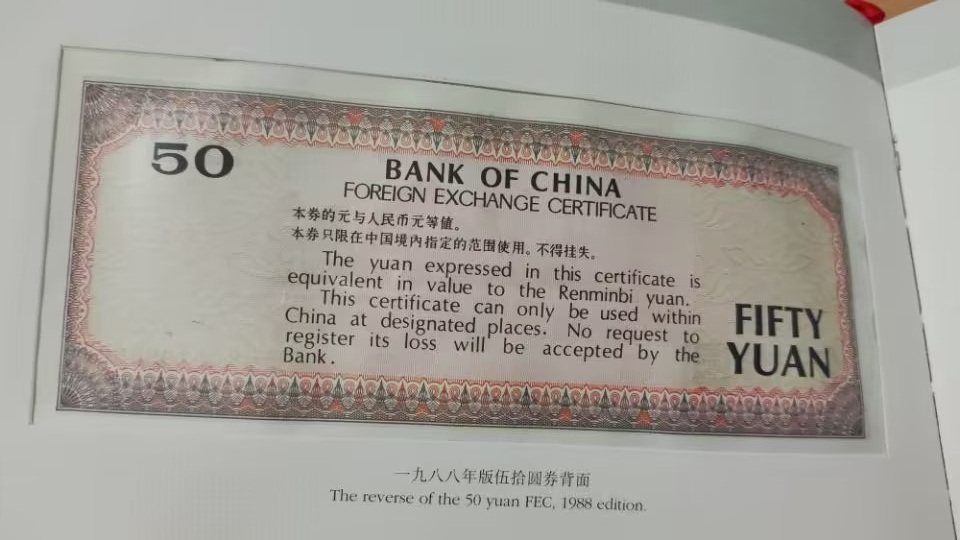 50
BANK OF CHINA
FOREIGN EXCHANGE CERTIFICATE
本券的元与人民币元等值。
本券只限在中国境内指定的范围使用。不得挂失。
The yuan expressed in this certificate is
equivalent in value to the Renminbi yuan.
This certificate can only be used within
China at designated places. No request to
register its loss will be accepted by the
Bank.
FIFTY
YUAN
一九八八年版伍拾圆券背面
The reverse of the 50 yuan FEC, 1988 edition.